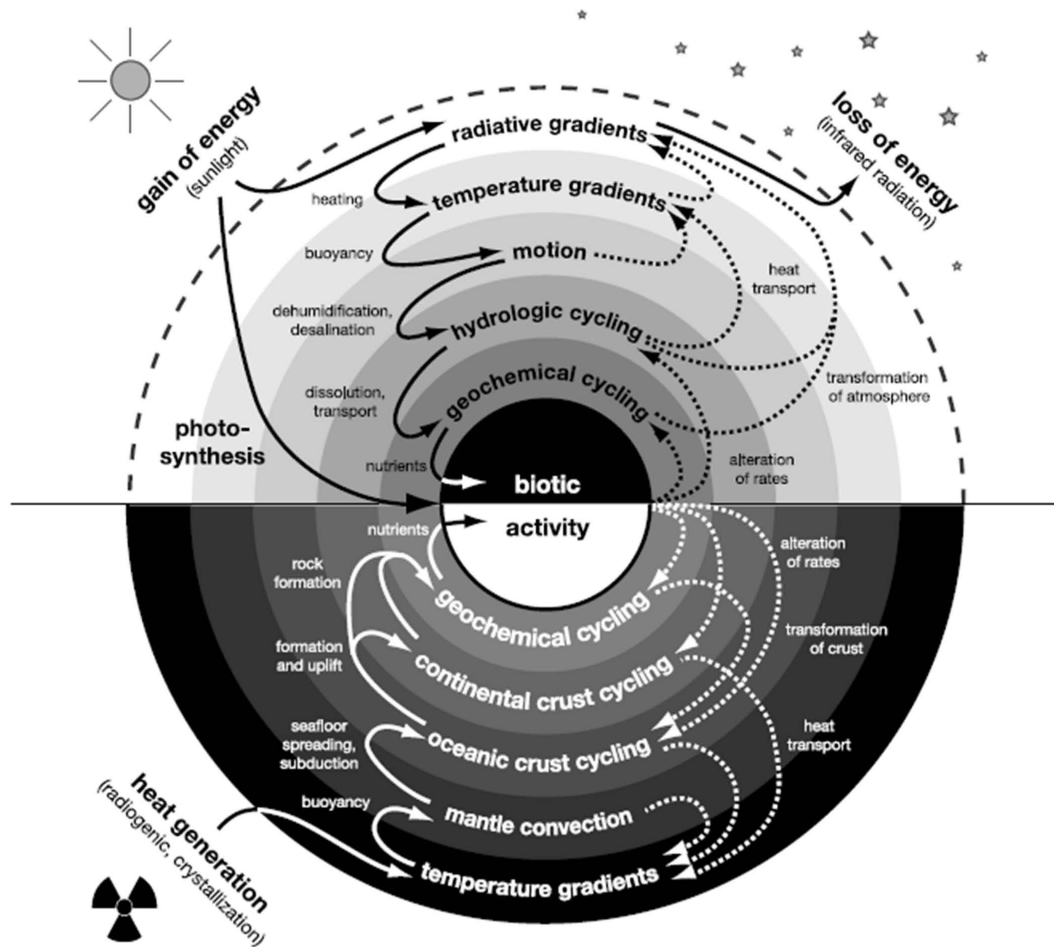 gain of energy
(sunlight)
loss of energy
(infrared radiation)
radiative gradients
heating
temperature gradients
buoyancy
motion
heat
transport
dehumidification,
desalination
hydrologic cycling
dissolution,
transport
geochemical cycling
transformation
of atmosphere
photo-
synthesis
nutrients
alteration
of rates
biotic
activity
nutrients
alteration
of rates
rock
formation
geochemical cycling
formation
and uplift
transformation
of crust
continental crust cycling
seafloor
spreading,
subduction
oceanic crust cycling
heat
transport
buoyancy
mantle convection
temperature gradients
heat generation
(radiogenic, crystallization)